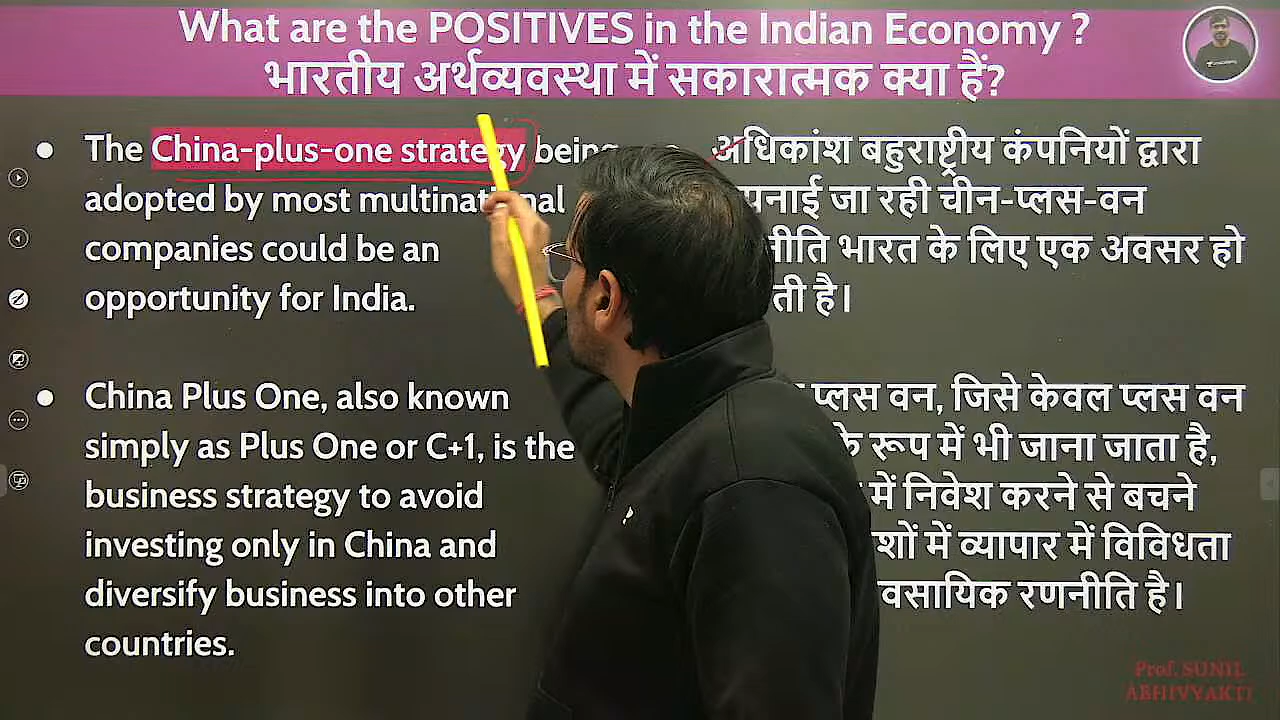 What are the POSITIVES in the Indian Economy ?
भारतीय अर्थव्यवस्था में सकारात्मक क्या हैं?
The China-plus-one strategy being
adopted by most multinational
companies could be an
opportunity for India.
China Plus One, also known
simply as Plus One or C+1, is the
business strategy to avoid
investing only in China and
diversify business into other
countries.
अधिकांश बहुराष्ट्रीय कंपनियों द्वारा
जा रही चीन-प्लस-वन
भारत के लिए एक अवसर हो
है।
प्लस वन, जिसे केवल प्लस वन
रूप में भी जाना जाता है,
में निवेश करने से बचने
व्यापार में विविधता
रणनीति है।
Prof. SUNIL
ABHIVYAKTI